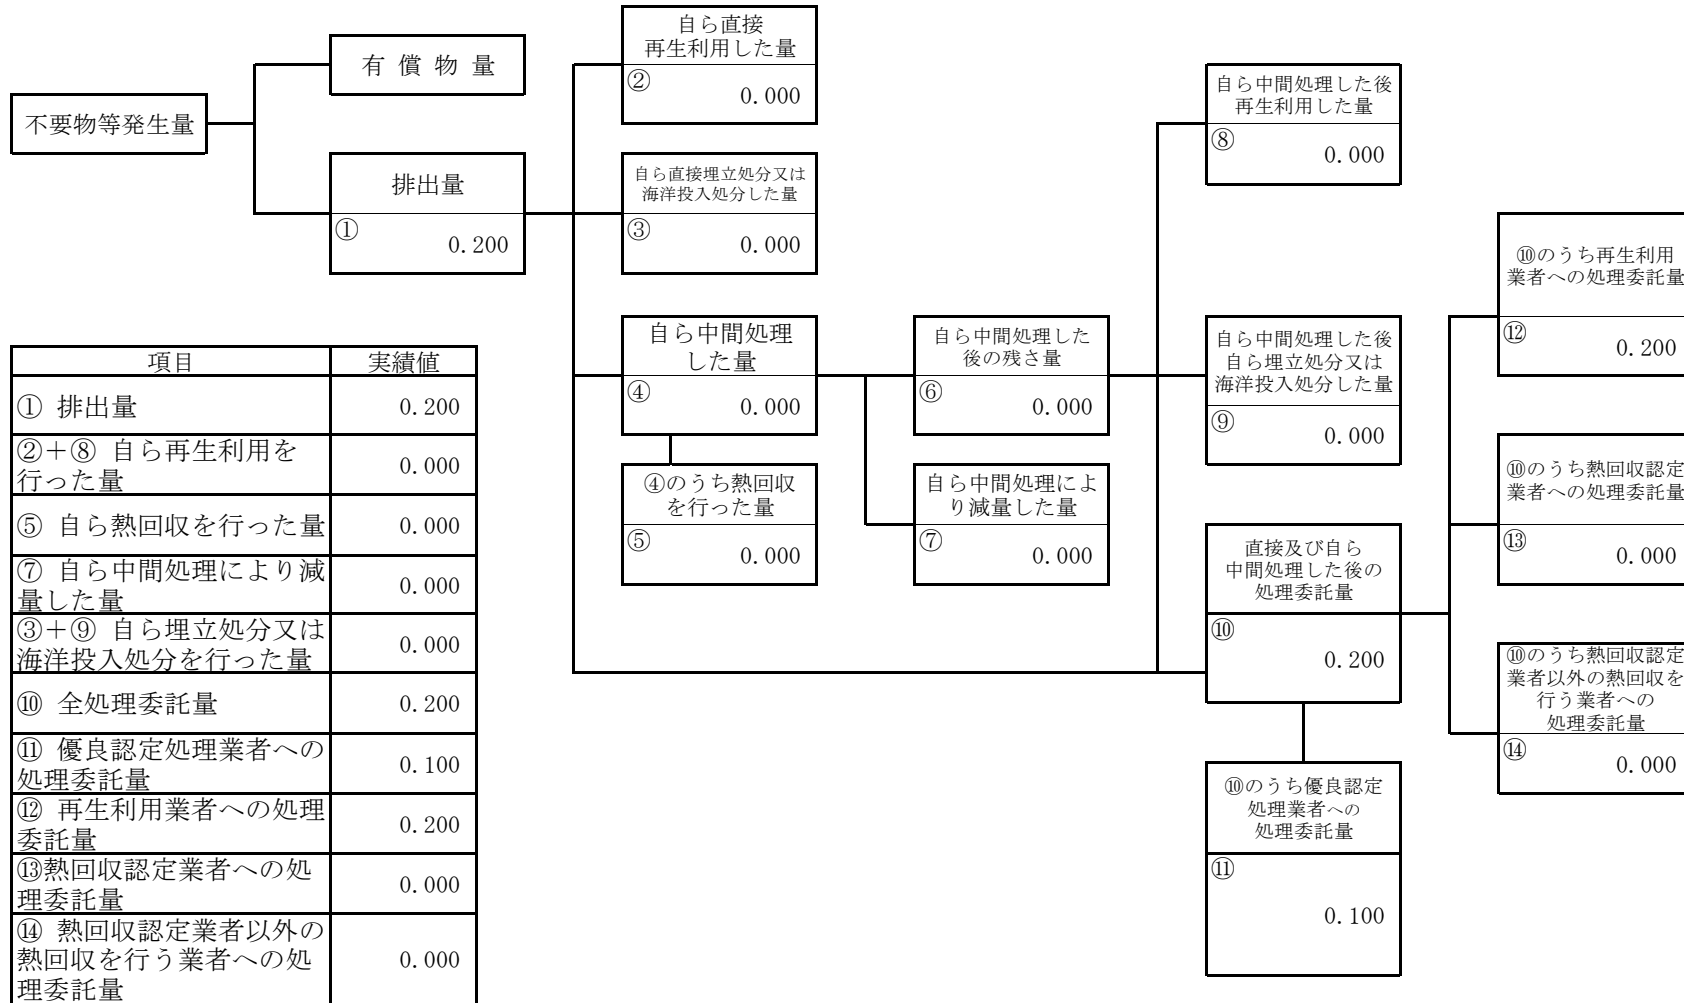 不要物等発生量
有 償 物 量
排出量
①
0.200
自ら直接
再生利用した量
②
0.000
自ら直接埋立処分又は
海洋投入処分した量
③
0.000
自ら中間処理
した量
④
0.000
④のうち熱回収
を行った量
⑤
0.000
自ら中間処理した
後の残さ量
⑥
0.000
自ら中間処理によ
り減量した量
⑦
0.000
自ら中間処理した後
再生利用した量
⑧
0.000
自ら中間処理した後
自ら埋立処分又は
海洋投入処分した量
⑨
0.000
直接及び自ら
中間処理した後の
処理委託量
⑩
0.200
⑩のうち優良認定
処理業者への
処理委託量
⑪
0.100
⑩のうち再生利用
業者への処理委託量
⑫
0.200
⑩のうち熱回収認定
業者への処理委託量
⑬
0.000
⑩のうち熱回収認定
業者以外の熱回収を
行う業者への
処理委託量
⑭
0.000
項目 実績値
① 排出量 0.200
②＋⑧ 自ら再生利用を
行った量 0.000
⑤ 自ら熱回収を行った量 0.000
⑦ 自ら中間処理により減
量した量 0.000
③＋⑨ 自ら埋立処分又は
海洋投入処分を行った量 0.000
⑩ 全処理委託量 0.200
⑪ 優良認定処理業者への
処理委託量 0.100
⑫ 再生利用業者への処理
委託量 0.200
⑬熱回収認定業者への処
理委託量 0.000
⑭ 熱回収認定業者以外の
熱回収を行う業者への処
理委託量 0.000